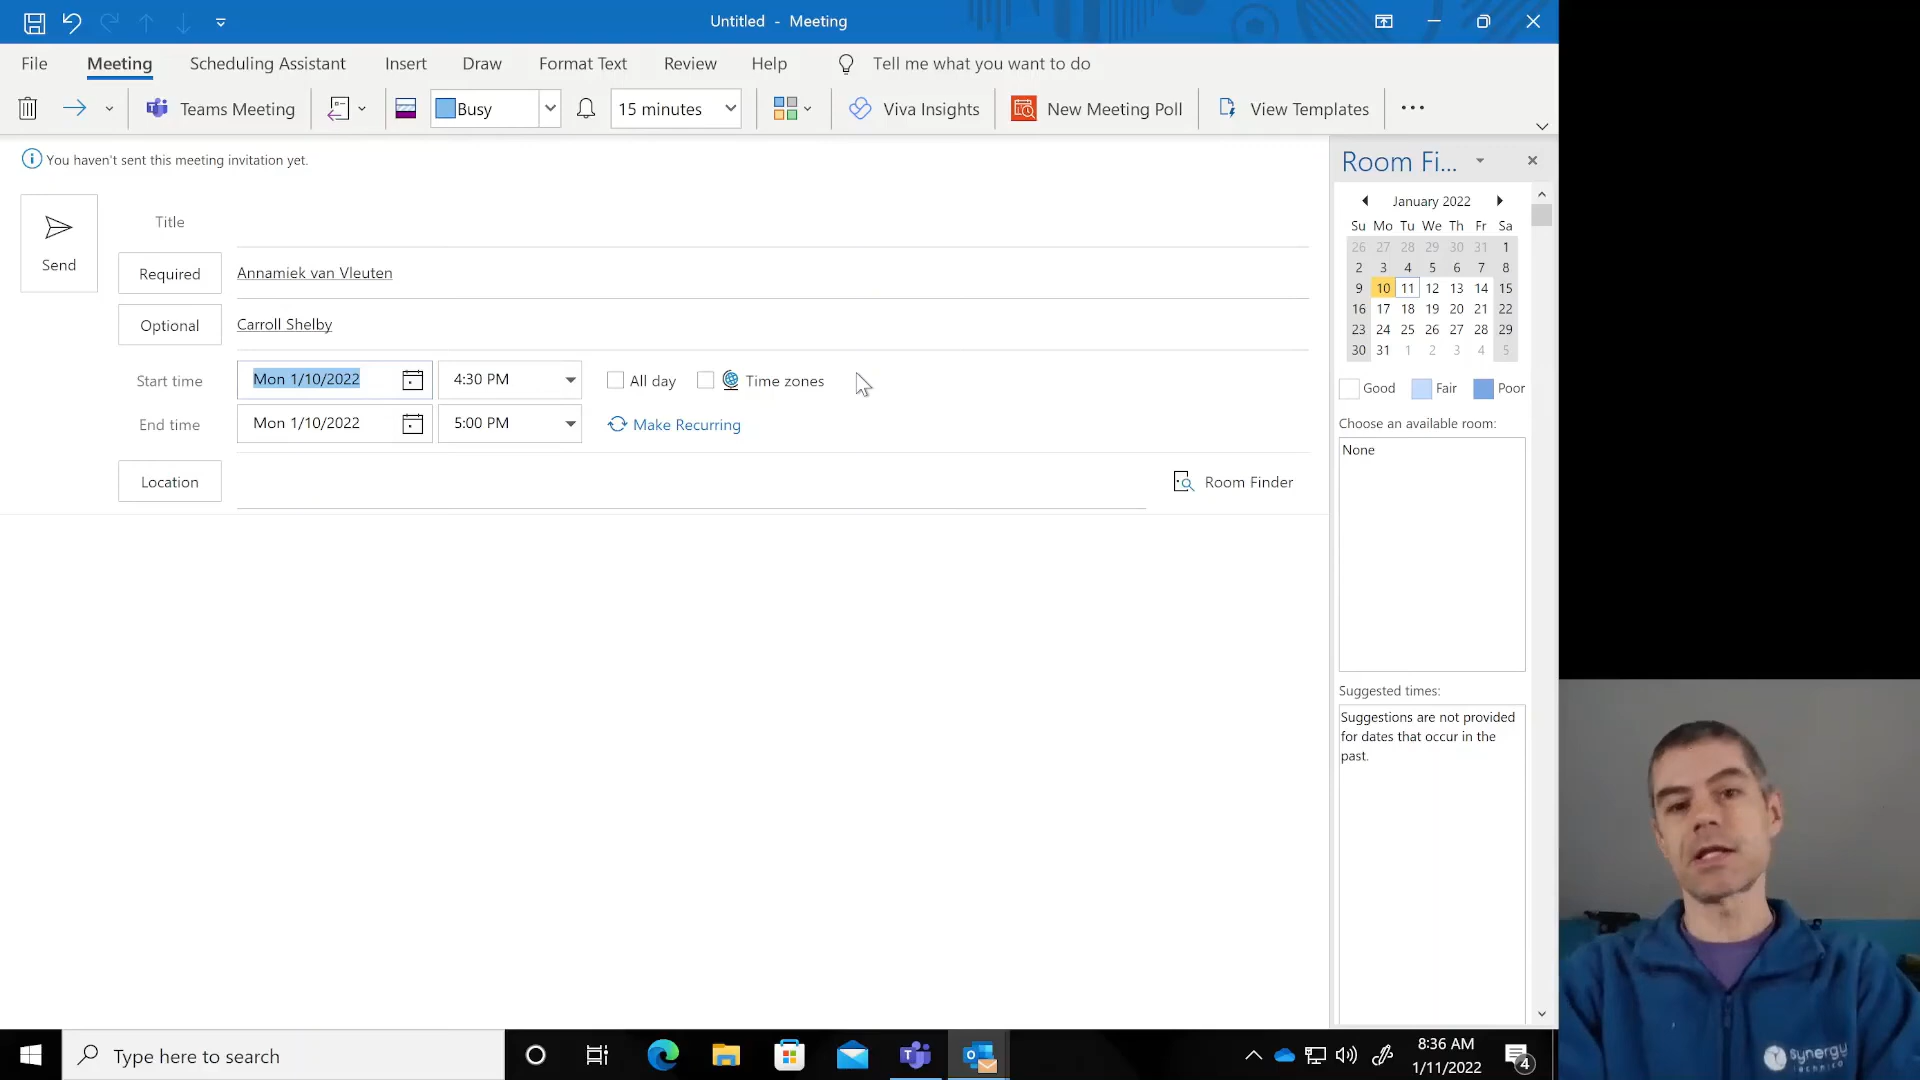 Untitled - Meeting
File Meeting Scheduling Assistant Insert Draw Format Text Review Help Tell me what you want to do
Teams Meeting Busy 15 minutes Viva Insights New Meeting Poll View Templates
You haven't sent this meeting invitation yet.
Send
Title
Required Annamiek van Vleuten
Optional Carroll Shelby
Start time Mon 1/10/2022 4:30 PM All day Time zones
End time Mon 1/10/2022 5:00 PM Make Recurring
Location Room Finder
Room Fi...
January 2022
Su Mo Tu We Th Fr Sa
26 27 28 29 30 31 1
2 3 4 5 6 7 8
9 10 11 12 13 14 15
16 17 18 19 20 21 22
23 24 25 26 27 28 29
30 31 1 2 3 4 5
Good Fair Poor
Choose an available room:
None
Suggested times:
Suggestions are not provided
for dates that occur in the
past.
Type here to search
8:36 AM
1/11/2022
4
synergy
technical